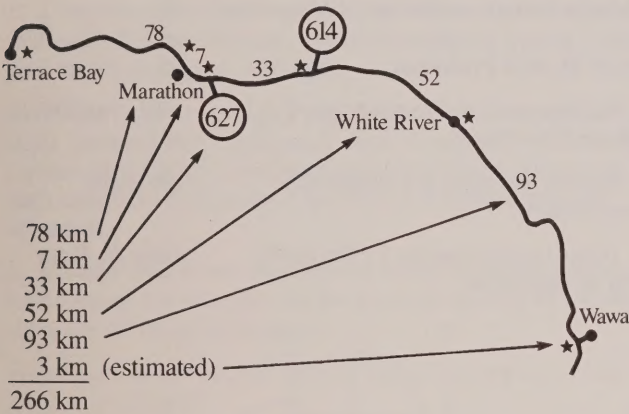 614
78
7
33
52
Terrace Bay
Marathon
627
White River
93
78 km
7 km
33 km
52 km
93 km
Wawa
3 km (estimated)
266 km